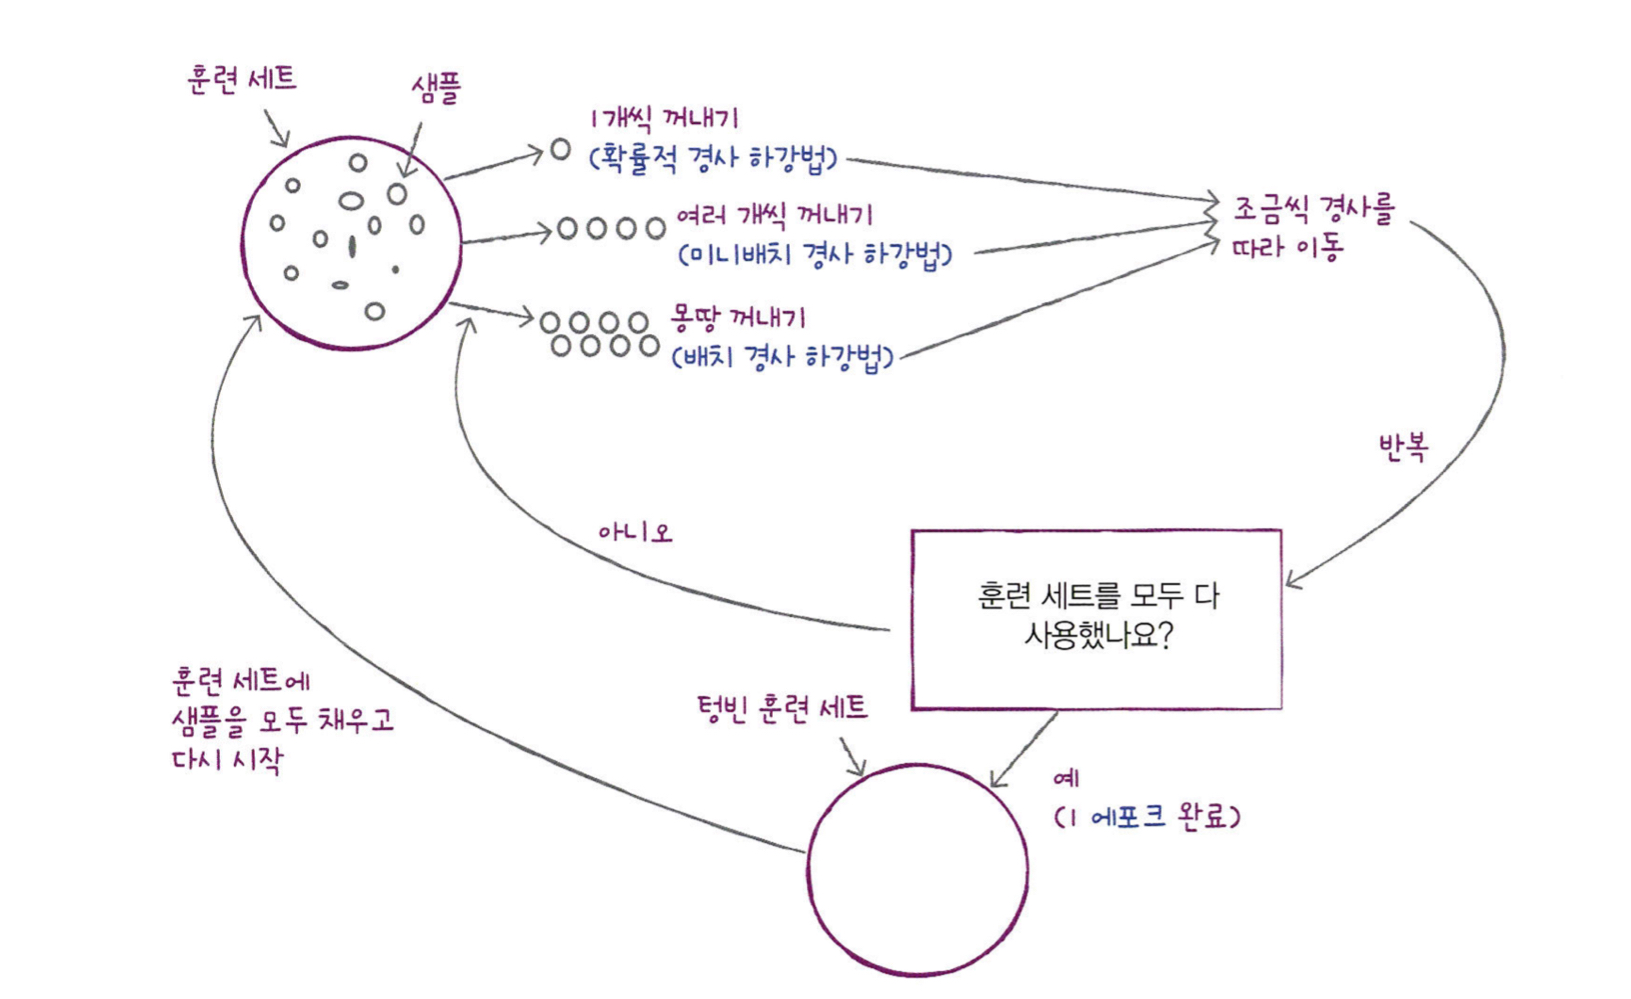 훈련 세트
샘플
1개씩 꺼내기
(확률적 경사 하강법)
여러 개씩 꺼내기
(미니배치 경사 하강법)
몽땅 꺼내기
(배치 경사 하강법)
조금씩 경사를
따라 이동
반복
아니오
훈련 세트를 모두 다
사용했나요?
훈련 세트에
샘플을 모두 채우고
다시 시작
텅빈 훈련 세트
예
(1 에포크 완료)